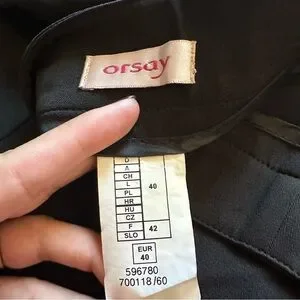 orsay
D
A
CH
L
PL
HR
HU
CZ
40
F
SLO
42
EUR
40
596780
700118/60